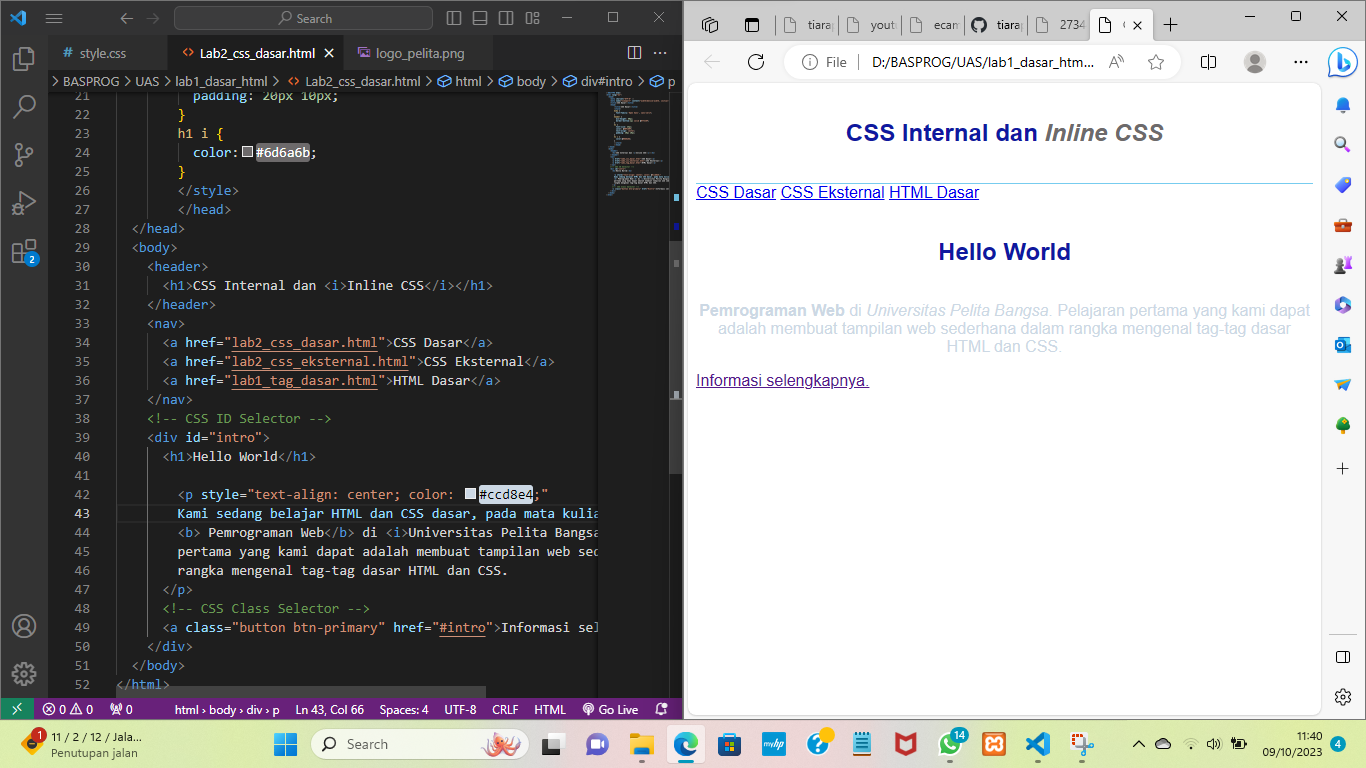 Search
style.css
Lab2_css_dasar.html
logo_pelita.png
BASPROG > UAS > lab1_dasar_html > Lab2_css_dasar.html > html > body > div#intro > p
21 padding: 20px 10px;
22 }
23 h1 i {
24 color: #6d6a6b;
25 }
26 </style>
27 </head>
28 </head>
29 <body>
30 <header>
31 <h1>CSS Internal dan <i>Inline CSS</i></h1>
32 </header>
33 <nav>
34 <a href="lab2_css_dasar.html">CSS Dasar</a>
35 <a href="lab2_css_eksternal.html">CSS Eksternal</a>
36 <a href="lab1_tag_dasar.html">HTML Dasar</a>
37 </nav>
38 <!-- CSS ID Selector -->
39 <div id="intro">
40 <h1>Hello World</h1>
41
42 <p style="text-align: center; color: #ccd8e4;"
43 Kami sedang belajar HTML dan CSS dasar, pada mata kulia
44 <b> Pemrograman Web</b> di <i>Universitas Pelita Bangsa
45 pertama yang kami dapat adalah membuat tampilan web sed
46 rangka mengenal tag-tag dasar HTML dan CSS.
47 </p>
48 <!-- CSS Class Selector -->
49 <a class="button btn-primary" href="#intro">Informasi sel
50 </div>
51 </body>
52 </html>
2
0 0 0 html > body > div > p Ln 43, Col 66 Spaces: 4 UTF-8 CRLF HTML Go Live
tiara
yout
ecam
tiara
2734
File D:/BASPROG/UAS/lab1_dasar_htm...
CSS Internal dan Inline CSS
CSS Dasar CSS Eksternal HTML Dasar
Hello World
Pemrograman Web di Universitas Pelita Bangsa. Pelajaran pertama yang kami dapat
adalah membuat tampilan web sederhana dalam rangka mengenal tag-tag dasar
HTML dan CSS.
Informasi selengkapnya.
1
11 / 2 / 12 / Jala...
Penutupan jalan
Search
myhp
14
11:40
09/10/2023
4